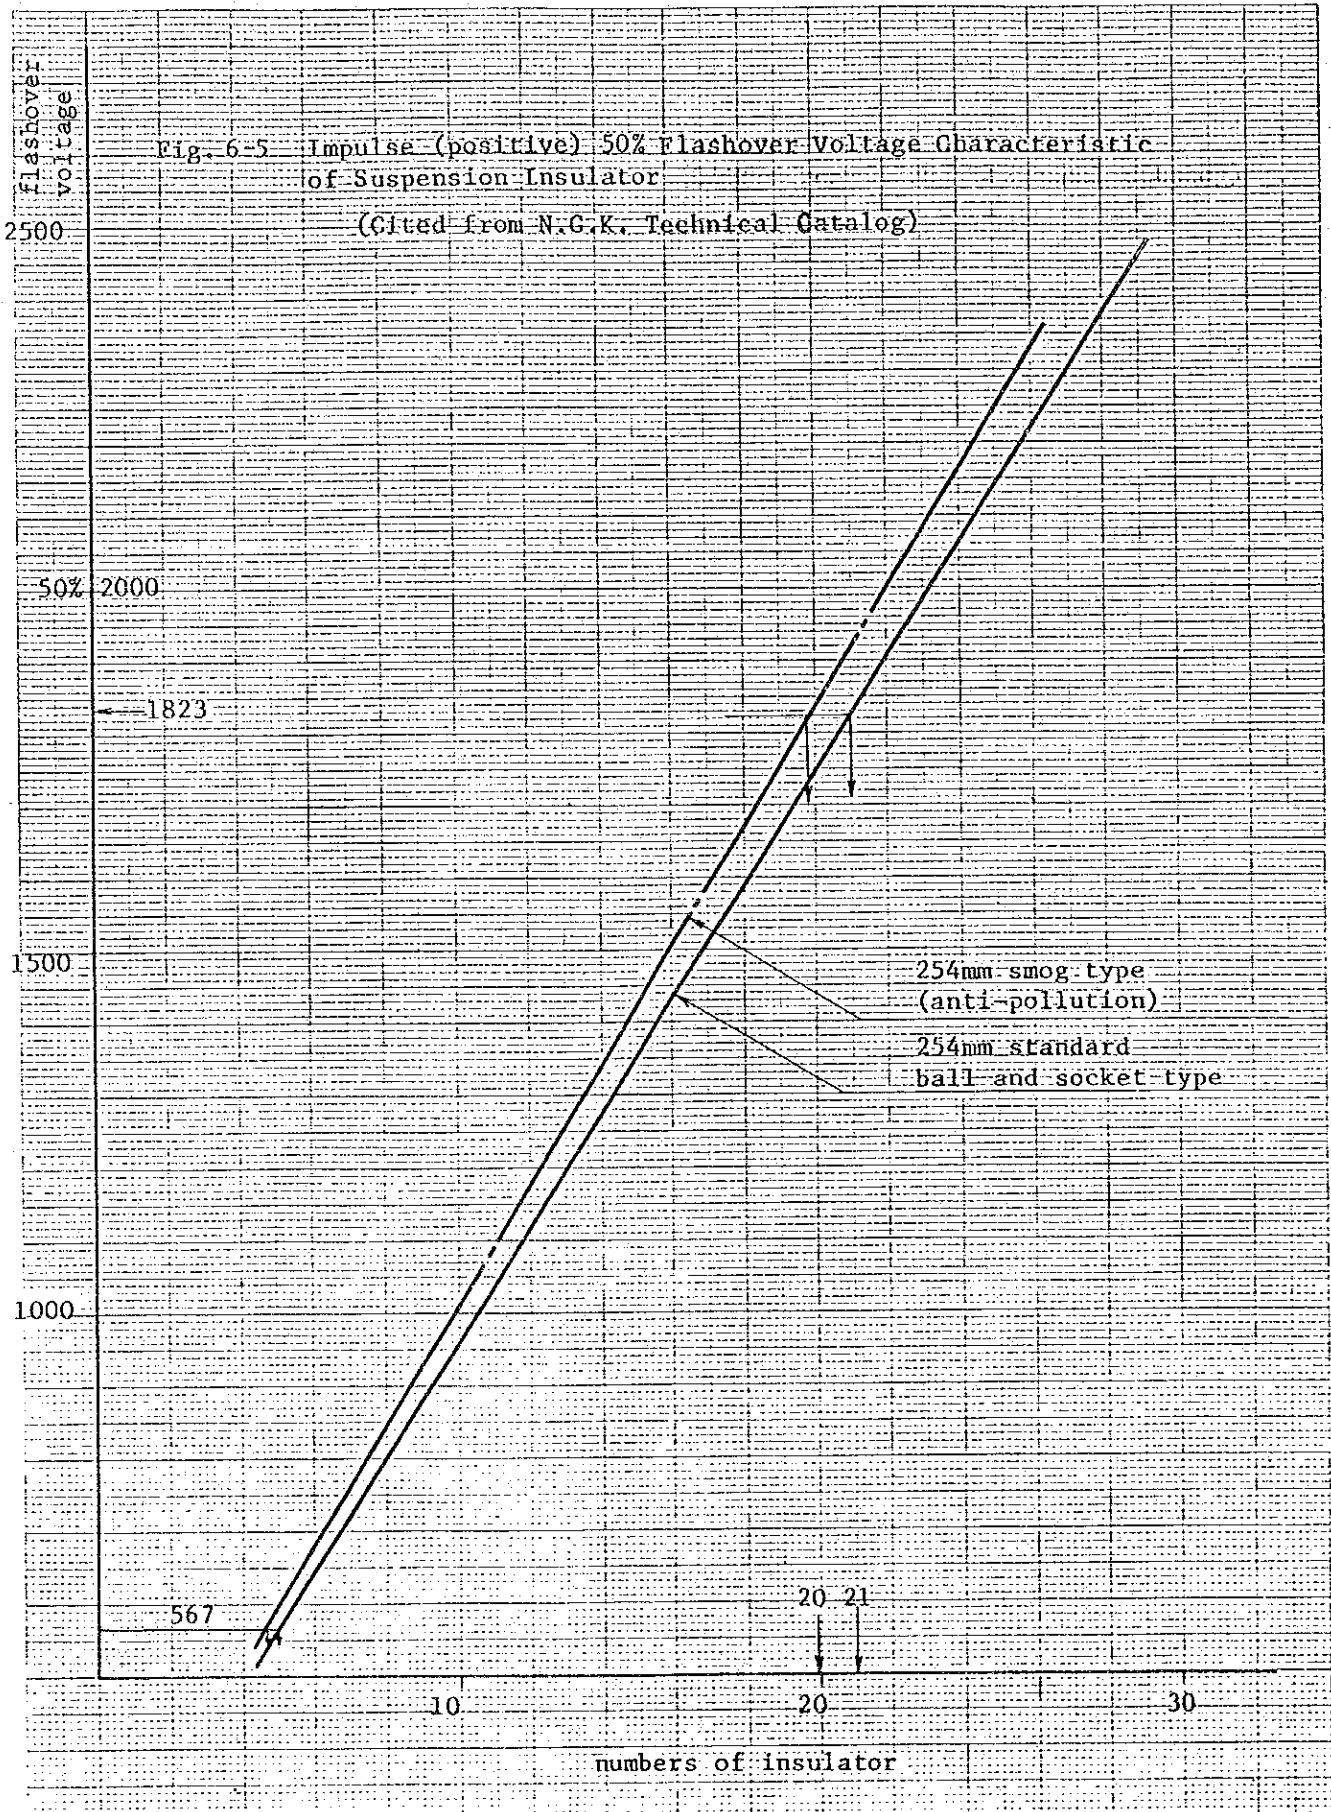 flashover
voltage
Fig. 6-5 Impulse (positive) 50% Flashover Voltage Characteristic
of Suspension Insulator
(Cited from N.G.K. Technical Catalog)
2500
50% 2000
1823
1500
254mm smog type
(anti-pollution)
254mm standard
ball and socket type
1000
567
20 21
10 20 30
numbers of insulator